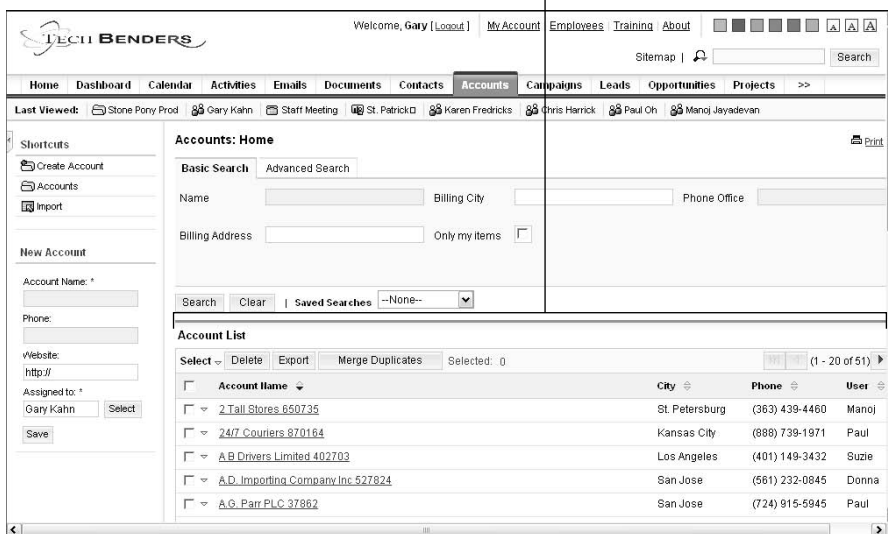 TECH BENDERS
Welcome, Gary [ Logout ] My Account Employees Training About A A A
Sitemap | Search
Home Dashboard Calendar Activities Emails Documents Contacts Accounts Campaigns Leads Opportunities Projects >>
Last Viewed: Stone Pony Prod Gary Kahn Staff Meeting St. Patrick Karen Fredricks Chris Harrick Paul Oh Manoj Jayadevan
Shortcuts
Create Account
Accounts
Import
New Account
Account Name: *
Phone:
Website:
http://
Assigned to: *
Gary Kahn Select
Save
Accounts: Home
Print
Basic Search Advanced Search
Name Billing City Phone Office
Billing Address Only my items
Search Clear | Saved Searches --None--
Account List
Select Delete Export Merge Duplicates Selected: 0 (1 - 20 of 51)
Account Name City Phone User
2 Tall Stores 650735 St. Petersburg (363) 439-4460 Manoj
24/7 Couriers 870164 Kansas City (888) 739-1971 Paul
A B Drivers Limited 402703 Los Angeles (401) 149-3432 Suzie
A.D. Importing Company Inc 527824 San Jose (561) 232-0845 Donna
A.G. Parr PLC 37862 San Jose (724) 915-5945 Paul